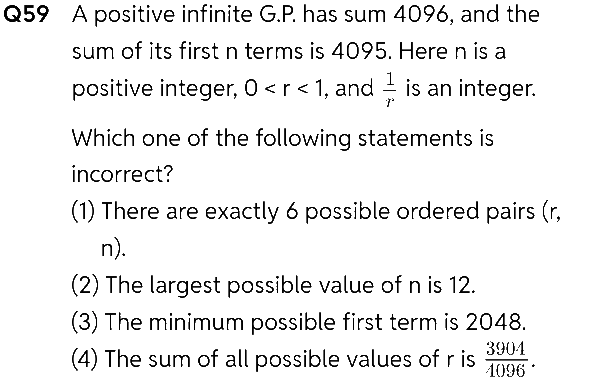 Q59 A positive infinite G.P. has sum 4096, and the
sum of its first n terms is 4095. Here n is a
positive integer, 0 < r < 1, and 1/r is an integer.
Which one of the following statements is
incorrect?
(1) There are exactly 6 possible ordered pairs (r,
n).
(2) The largest possible value of n is 12.
(3) The minimum possible first term is 2048.
(4) The sum of all possible values of r is 3904/4096.